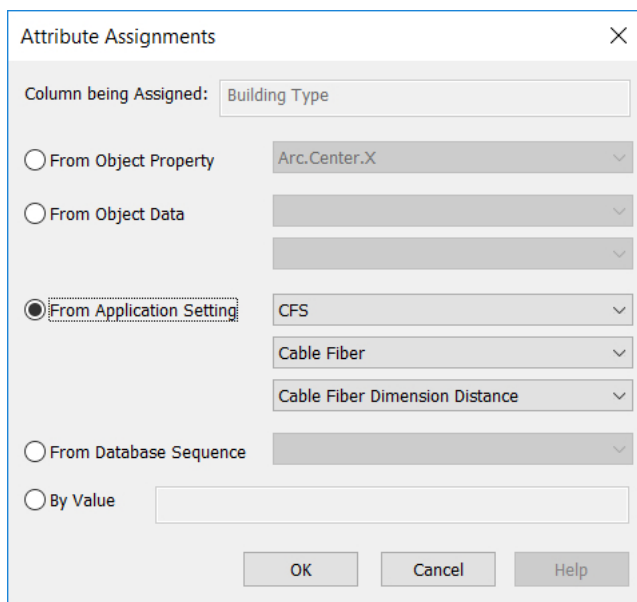 Attribute Assignments
Column being Assigned: Building Type
From Object Property Arc.Center.X
From Object Data
From Application Setting CFS
Cable Fiber
Cable Fiber Dimension Distance
From Database Sequence
By Value
OK Cancel Help